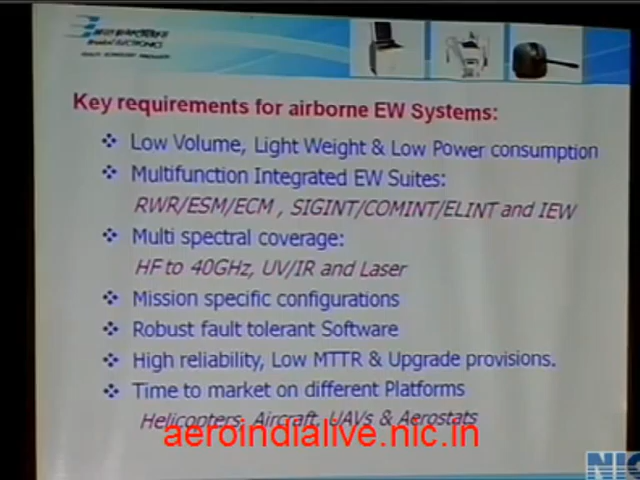 ELECTRONICS
Key requirements for airborne EW Systems:
Low Volume, Light Weight & Low Power consumption
Multifunction Integrated EW Suites:
RWR/ESM/ECM , SIGINT/COMINT/ELINT and IEW
Multi spectral coverage:
HF to 40GHz, UV/IR and Laser
Mission specific configurations
Robust fault tolerant Software
High reliability, Low MTTR & Upgrade provisions.
Time to market on different Platforms
Helicopters, Aircraft, UAVs & Aerostats
aeroindialive.nic.in
NIC